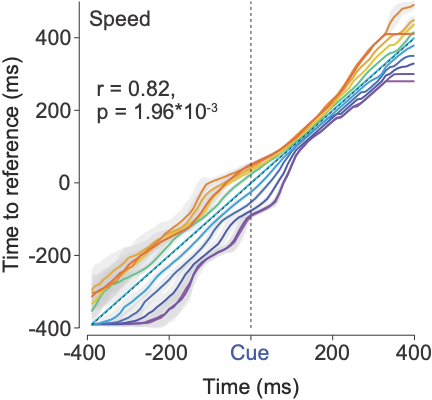 Speed
r = 0.82,
p = 1.96*10-3
Time to reference (ms)
400
200
0
-200
-400
-400
-200
Cue
200
400
Time (ms)